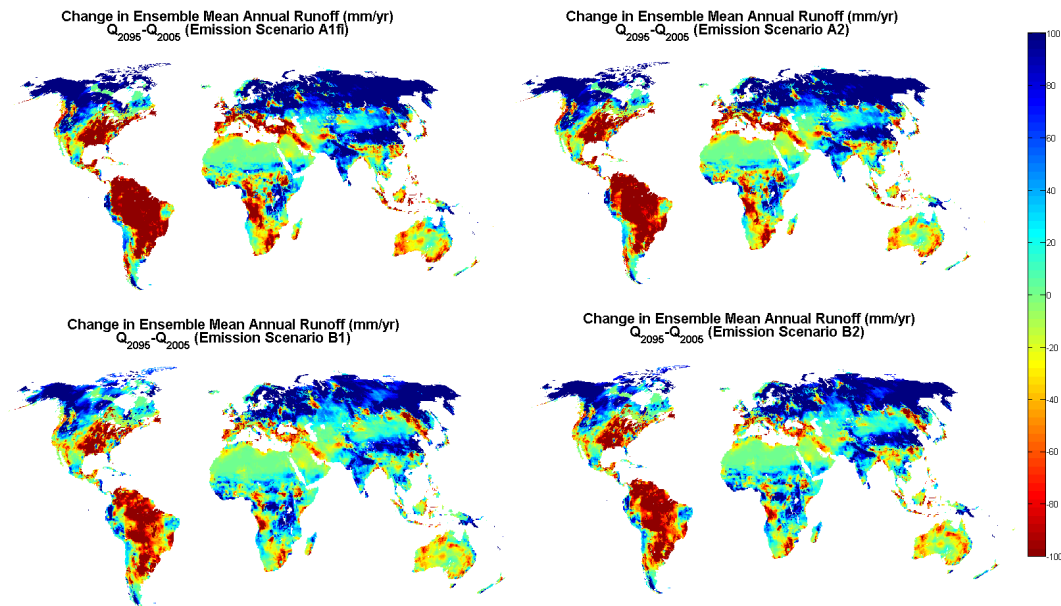 Change in Ensemble Mean Annual Runoff (mm/yr)
Q2095-Q2005 (Emission Scenario A1fi)
Change in Ensemble Mean Annual Runoff (mm/yr)
Q2095-Q2005 (Emission Scenario A2)
100
80
60
40
20
0
-20
-40
-60
-80
-100
Change in Ensemble Mean Annual Runoff (mm/yr)
Q2095-Q2005 (Emission Scenario B1)
Change in Ensemble Mean Annual Runoff (mm/yr)
Q2095-Q2005 (Emission Scenario B2)